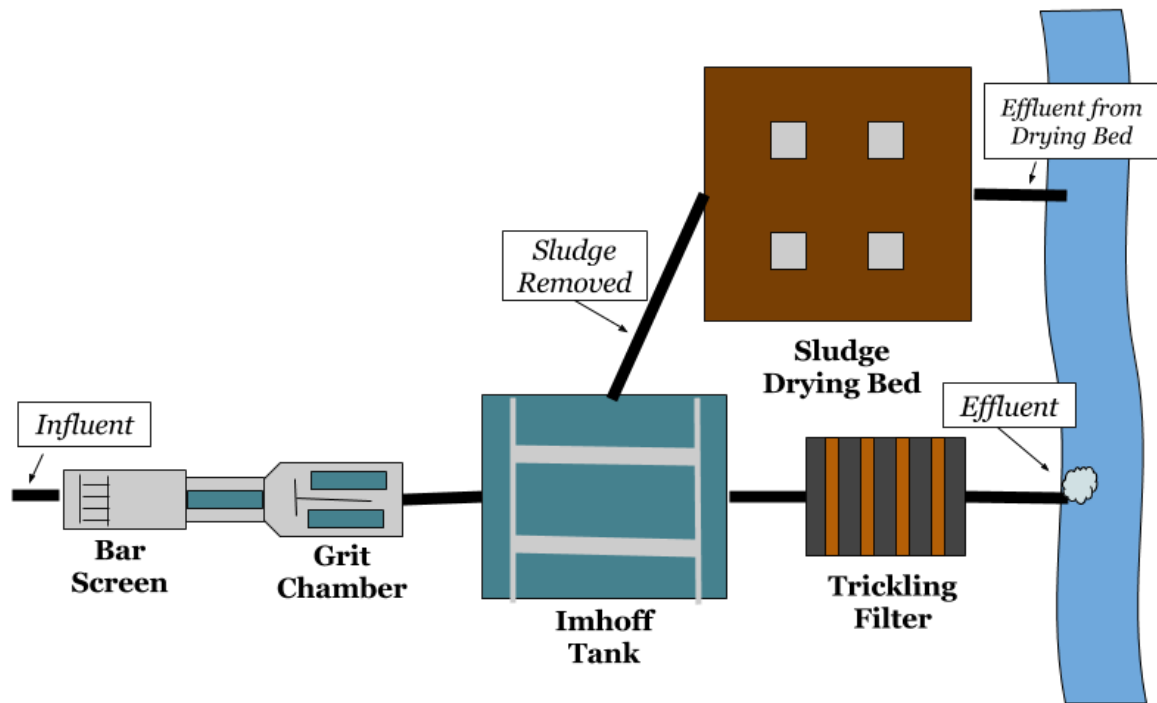 Effluent from
Drying Bed
Sludge
Removed
Sludge
Drying Bed
Influent
Effluent
Bar
Screen
Grit
Chamber
Imhoff
Tank
Trickling
Filter